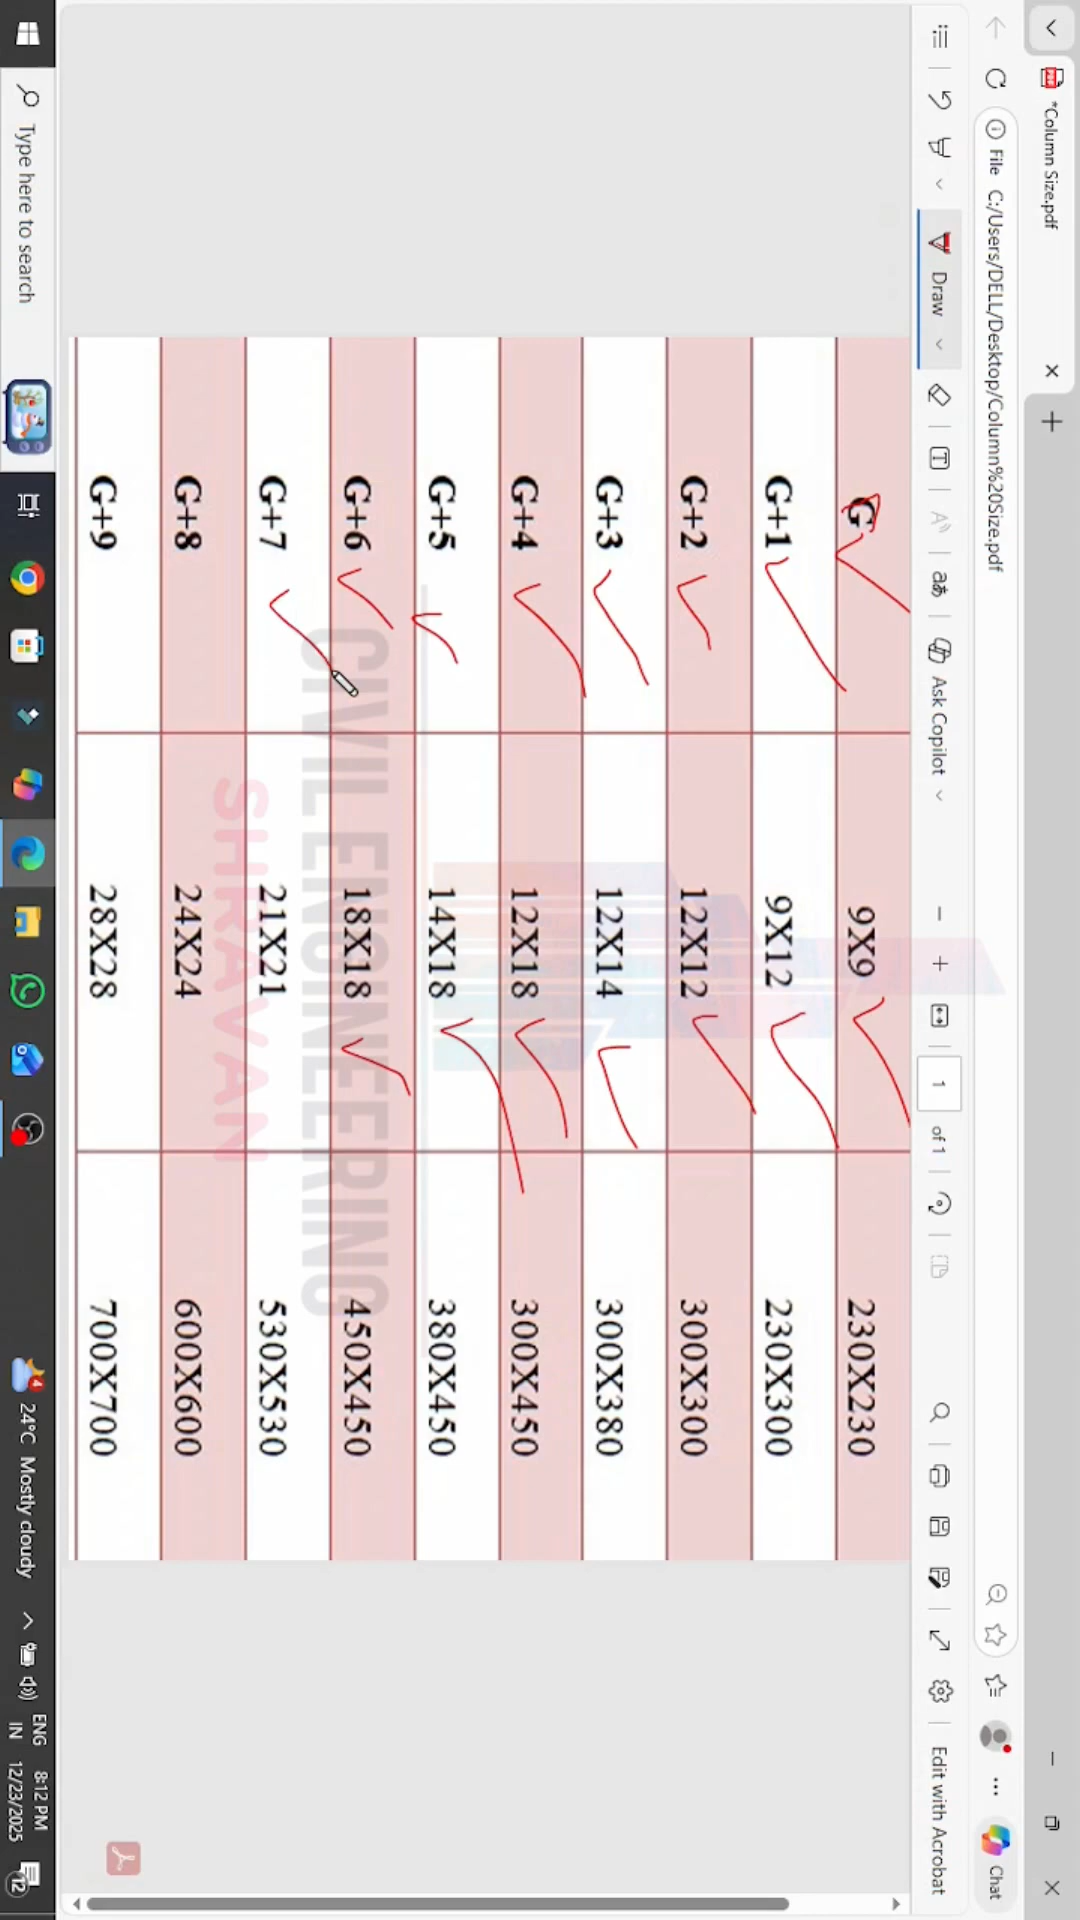 *Column Size.pdf
File C:/Users/DELL/Desktop/Column%20Size.pdf
Draw
Ask Copilot
1 of 1
Edit with Acrobat
Chat
G 9X9 230X230
G+1 9X12 230X300
G+2 12X12 300X300
G+3 12X14 300X380
G+4 12X18 300X450
G+5 14X18 380X450
G+6 18X18 450X450
G+7 21X21 530X530
G+8 24X24 600X600
G+9 28X28 700X700
CIVIL ENGINEERING
SHRAVAN
Type here to search
4
24°C Mostly cloudy
ENG
IN
8:12 PM
12/23/2025
12